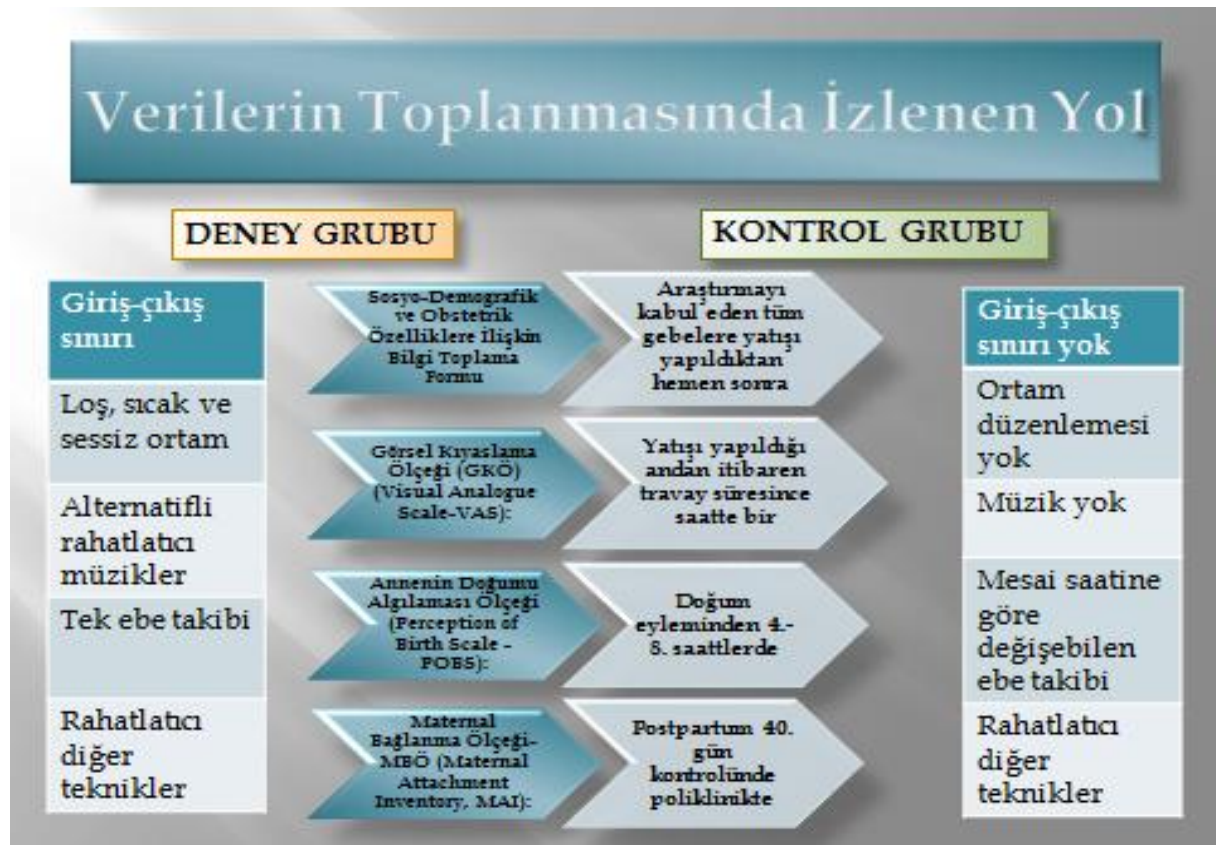 Verilerin Toplanmasında İzlenen Yol
DENEY GRUBU
KONTROL GRUBU
Giriş-çıkış
sınırı
Loş, sıcak ve
sessiz ortam
Alternatifli
rahatlatıcı
müzikler
Tek ebe takibi
Rahatlatıcı
diğer
teknikler
Sosyo-Demografik
ve Obstetrik
Özelliklere İlişkin
Bilgi Toplama
Formu
Araştırmayı
kabul eden tüm
gebelere yatışı
yapıldıktan
hemen sonra
Görsel Kıyaslama
Ölçeği (GKÖ)
(Visual Analogue
Scale-VAS):
Yatışı yapıldığı
andan itibaren
travay süresince
saatte bir
Annenin Doğumu
Algılaması Ölçeği
(Perception of
Birth Scale -
POBS):
Doğum
eyleminden 4.-
8. saattlerde
Maternal
Bağlanma Ölçeği-
MBÖ (Maternal
Attachment
Inventory, MAI):
Postpartum 40.
gün
kontrolünde
poliklinikte
Giriş-çıkış
sınırı yok
Ortam
düzenlemesi
yok
Müzik yok
Mesai saatine
göre
değişebilen
ebe takibi
Rahatlatıcı
diğer
teknikler